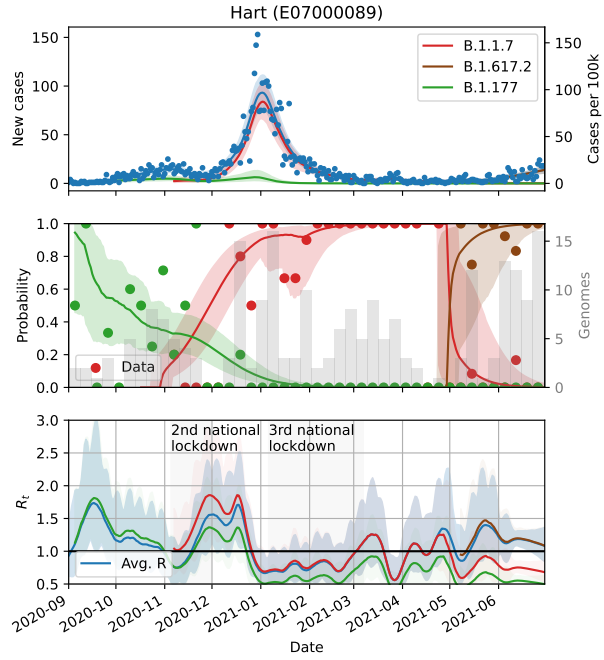 Hart (E07000089)
150
100
50
0
New cases
150
100
50
0
Cases per 100k
B.1.1.7
B.1.617.2
B.1.177
1.0
0.8
0.6
0.4
0.2
0.0
Probability
15
10
5
0
Genomes
Data
3.0
2.5
2.0
1.5
1.0
0.5
Rt
2nd national
lockdown
3rd national
lockdown
Avg. R
2020-09
2020-10
2020-11
2020-12
2021-01
2021-02
2021-03
2021-04
2021-05
2021-06
Date